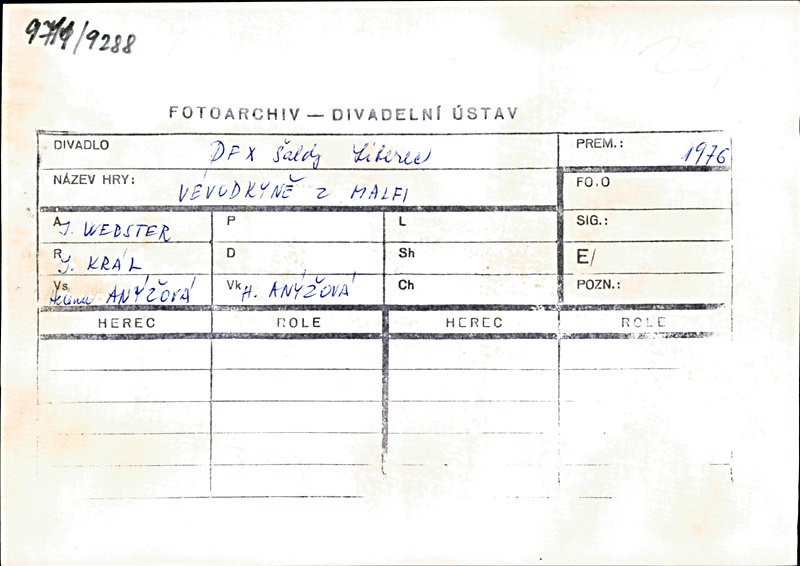 9288
FOTOARCHIV — DIVADELNÍ ÚSTAV
DIVADLO DFX Šaldy Liberec
PREM.: 1976
NÁZEV HRY: VÉVODKYNĚ Z MALFI
FO.O
A J. WEBSTER P L SIG.:
R J. KRÁL D Sh E/
Vs Helena ANÝŽOVÁ Vk H. ANÝŽOVÁ Ch POZN.:
HEREC ROLE HEREC ROLE